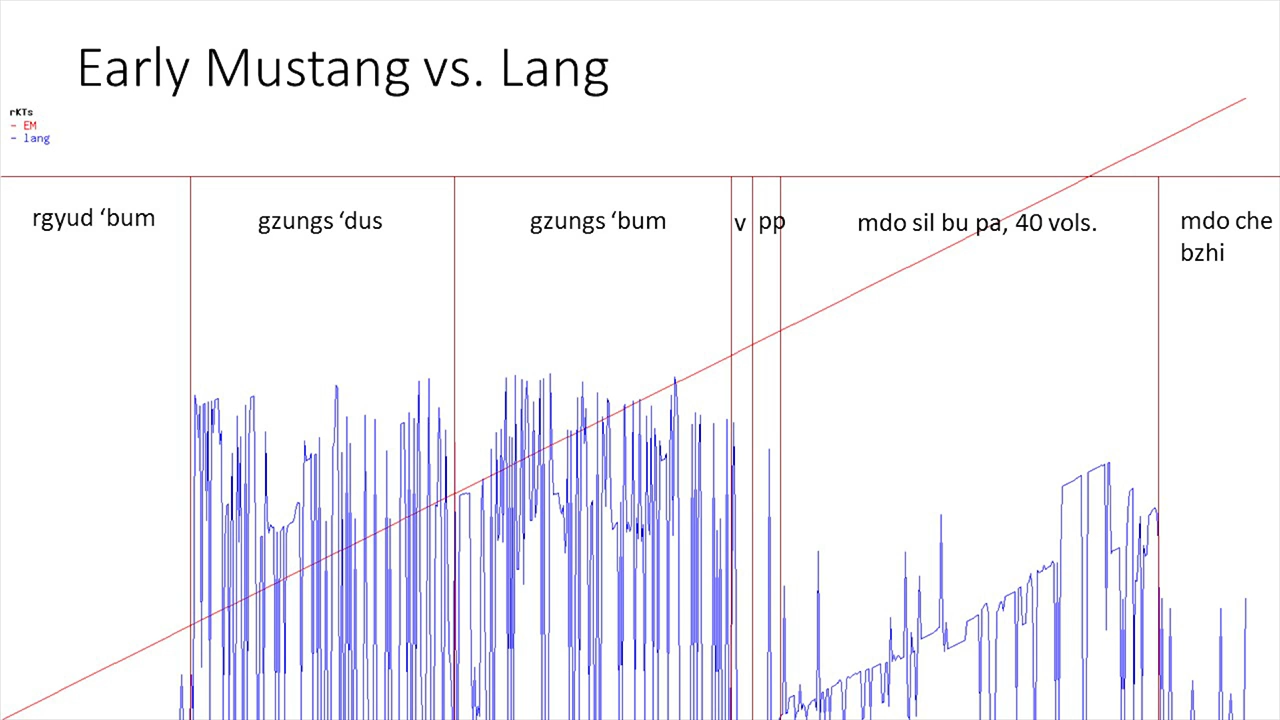 Early Mustang vs. Lang
rKTs
- EM
- lang
rgyud ‘bum
gzungs ‘dus
gzungs ‘bum
v
pp
mdo sil bu pa, 40 vols.
mdo che
bzhi